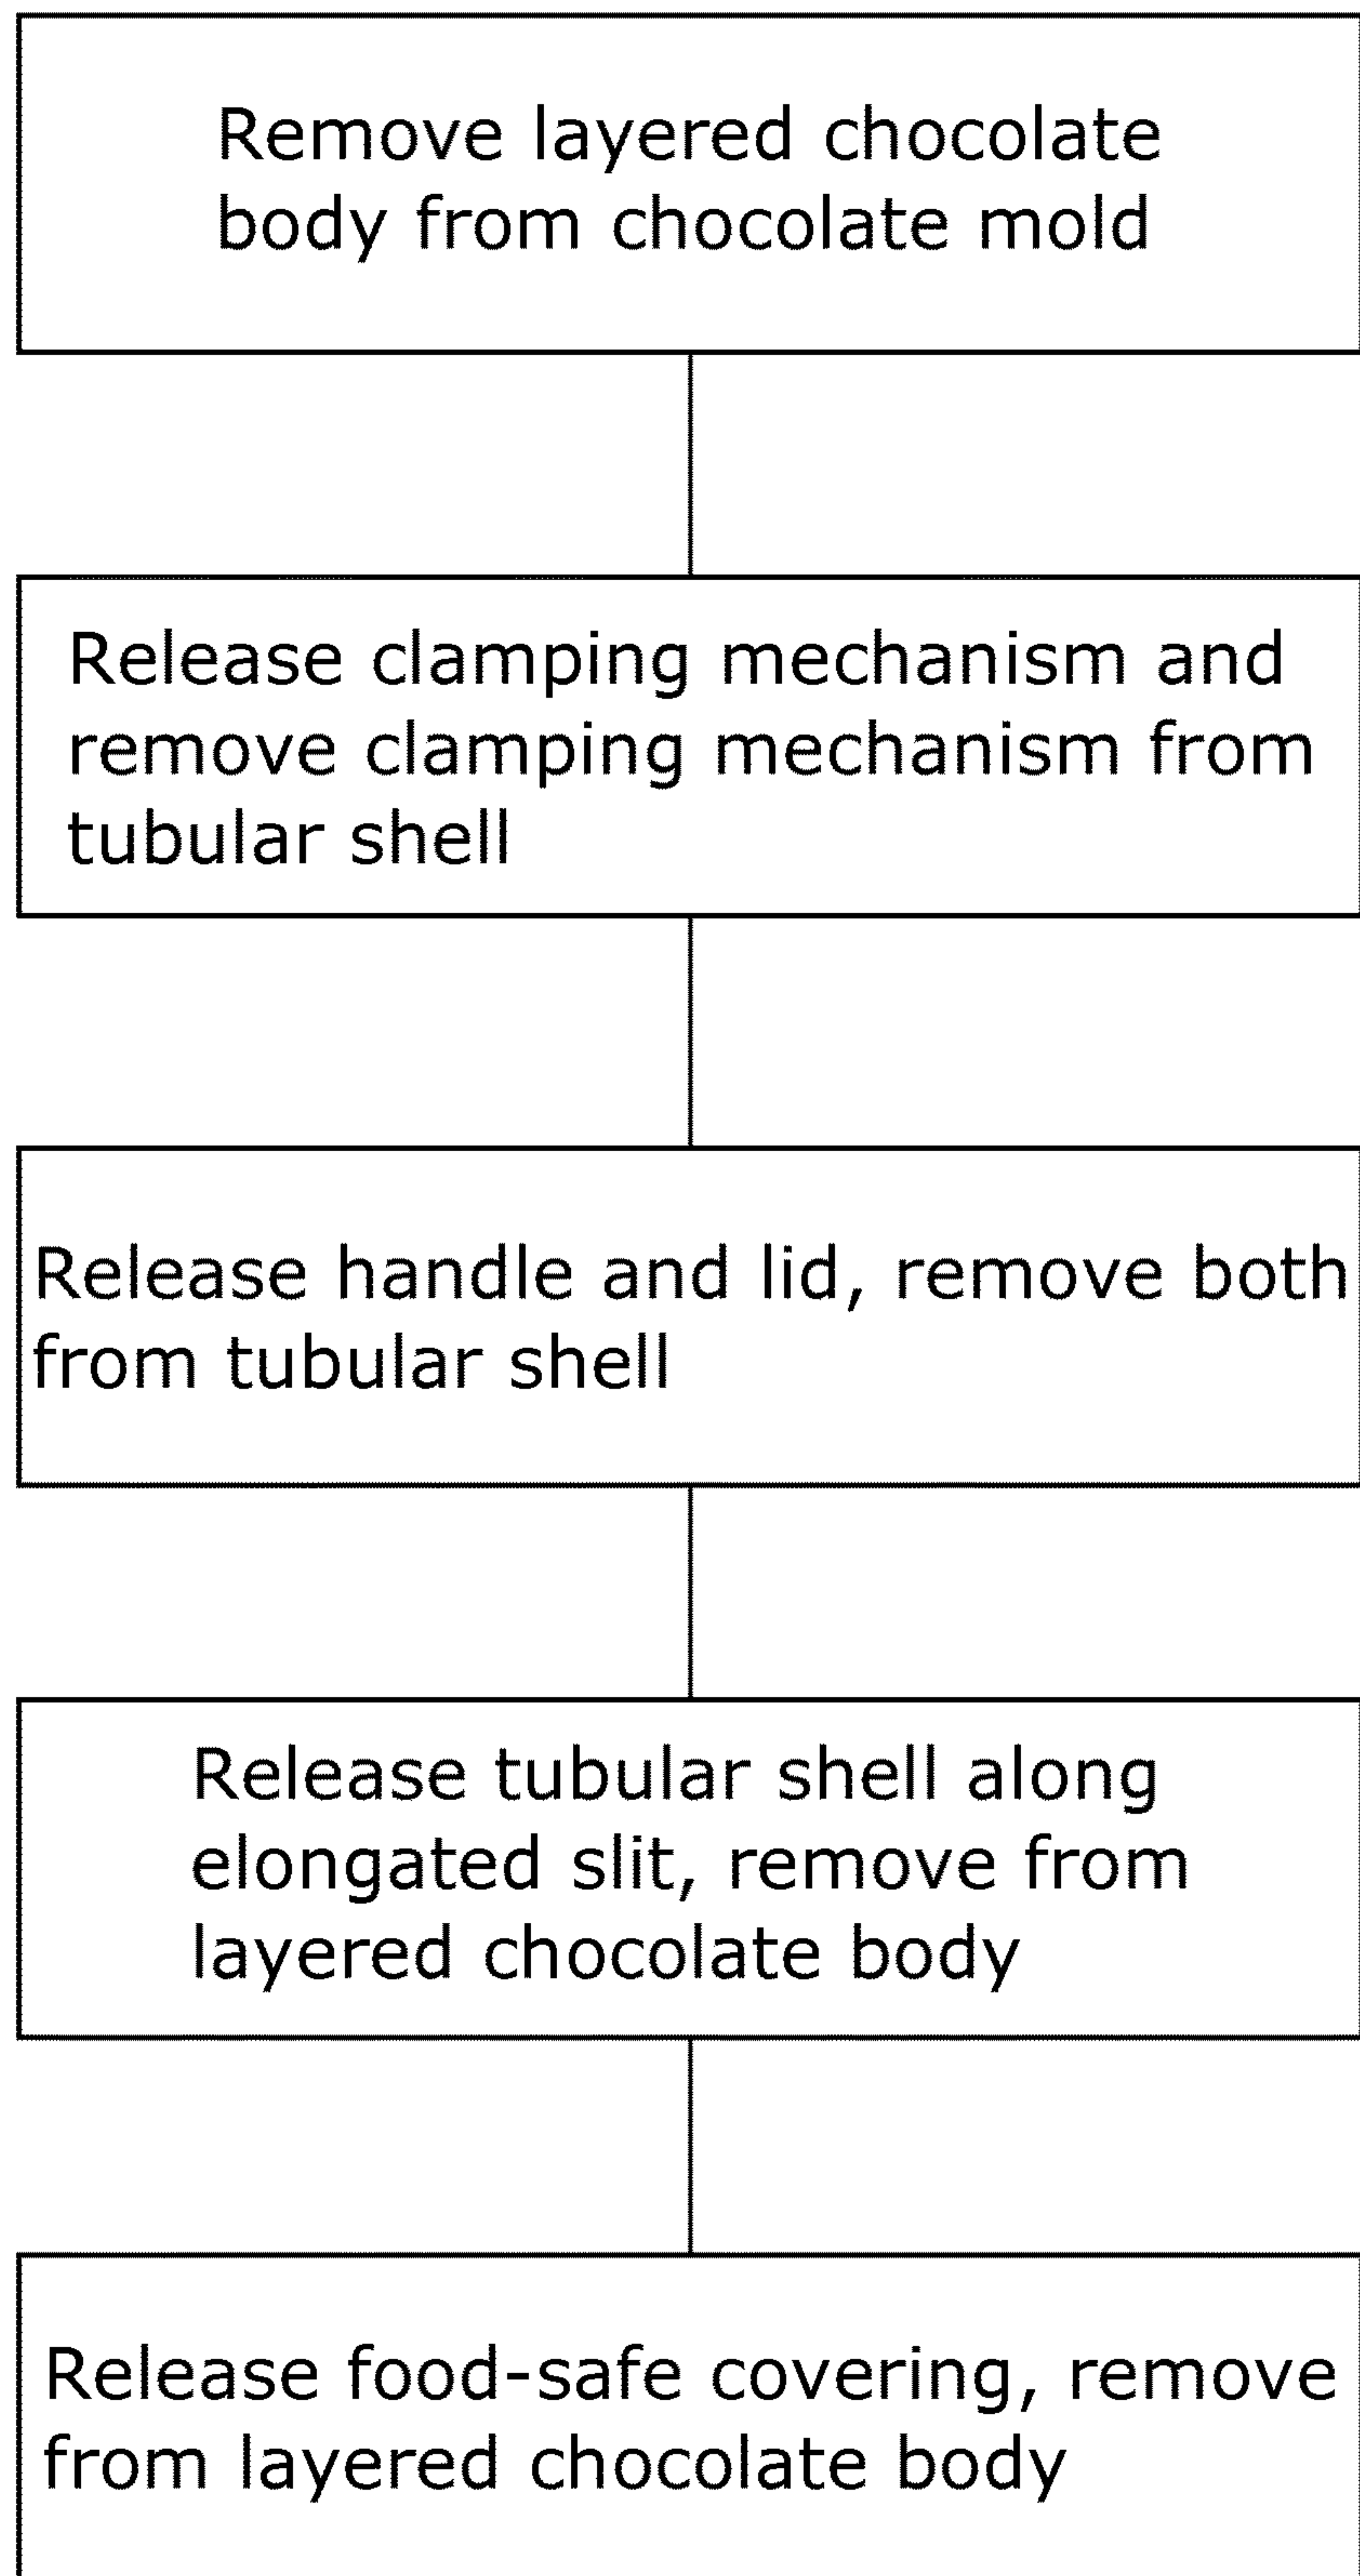 Remove layered chocolate
body from chocolate mold
Release clamping mechanism and
remove clamping mechanism from
tubular shell
Release handle and lid, remove both
from tubular shell
Release tubular shell along
elongated slit, remove from
layered chocolate body
Release food-safe covering, remove
from layered chocolate body